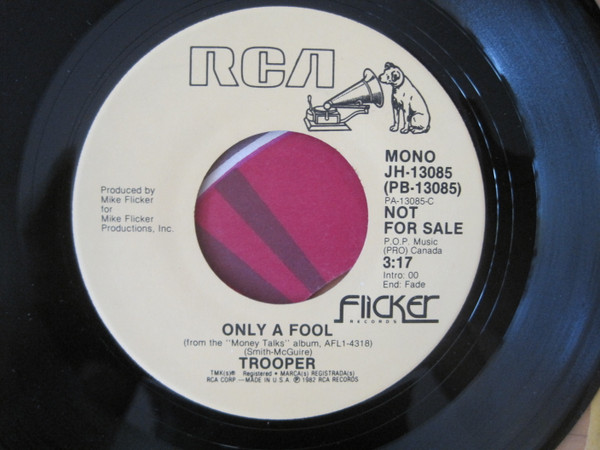 RCA
MONO
JH-13085
(PB-13085)
PA-13085-C
NOT
FOR SALE
P.O.P. Music
(PRO) Canada
3:17
Intro: 00
End: Fade
Produced by
Mike Flicker
for
Mike Flicker
Productions, Inc.
Flicker
RECORDS
ONLY A FOOL
(from the "Money Talks" album, AFL1-4318)
(Smith-McGuire)
TROOPER
TMK(s)® Registered • MARCA(s) REGISTRADA(s)
RCA CORP — MADE IN U.S.A. ℗ 1982 RCA RECORDS